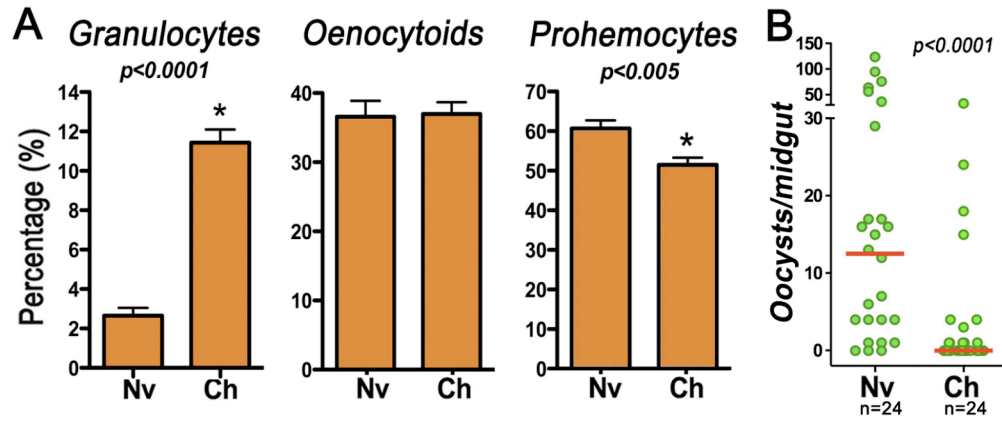 A
Granulocytes
p<0.0001
Percentage (%)
14
12
10
8
6
4
2
0
Nv Ch
Oenocytoids
40
30
20
10
0
Nv Ch
Prohemocytes
p<0.005
70
60
50
40
30
20
10
0
Nv Ch
*
*
B
p<0.0001
Oocysts/midgut
150
100
50
30
20
10
0
Nv Ch
n=24 n=24